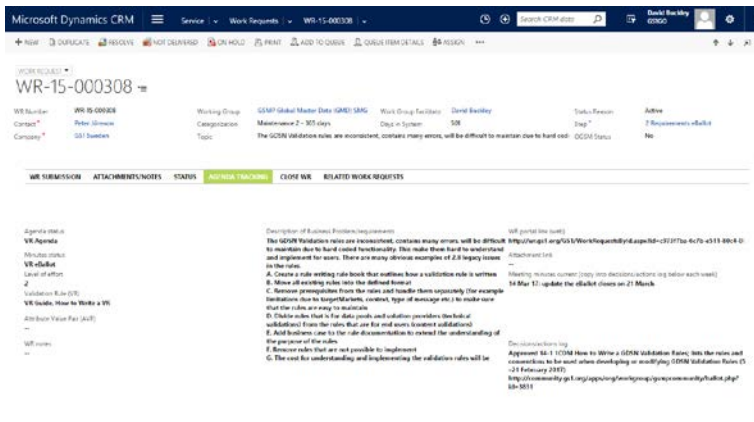 Microsoft Dynamics CRM
Service
Work Requests
WR-15-000308
Search CRM data
David Buckley
GS1GO
+ NEW
DUPLICATE
RESOLVE
NOT DELIVERED
ON HOLD
PRINT
ADD TO QUEUE
QUEUE ITEM DETAILS
ASSIGN
WORK REQUEST
WR-15-000308
WR Number WR-15-000308
Contact * Peter Jönsson
Company * GS1 Sweden
Working Group GSMP Global Master Data (GMD) SMG
Categorization Maintenance 2 - 165 days
Topic The GDSN Validation rules are inconsistent, contains many errors, will be difficult to maintain due to hard cod
Work Group Facilitator David Buckley
Days in System 501
Status Reason Active
Step * 2 Requirements eBallot
GGSM Status No
WR SUBMISSION
ATTACHMENTS/NOTES
STATUS
AGENDA TRACKING
CLOSE WR
RELATED WORK REQUESTS
Agenda status
VR Agenda
Minutes status
VR eBallot
Level of effort
2
Validation Rule (VR)
VR Guide, How to Write a VR
Attribute Value Pair (AVP)
--
WR notes
--
Description of Business Problem/requirements
The GDSN Validation rules are inconsistent, contains many errors, will be difficult
to maintain due to hard coded functionality. This make them hard to understand
and implement for users. There are many obvious examples of 2.8 legacy issues
in the rules.
A. Create a rule writing rule book that outlines how a validation rule is written
B. Move all existing rules into the defined format
C. Remove prerequisites from the rules and handle them separately (for example
limitations due to targetMarkets, context, type of message etc.) to make sure
that the rules are easy to maintain
D. Divide rules that is for data pools and solution providers (technical
validations) from the rules that are for end users (content validations)
E. Add business case to the rule documentation to extend the understanding of
the purpose of the rules
F. Remove rules that are not possible to implement
G. The cost for understanding and implementing the validation rules will be
WR portal link (web)
Attachment link
--
Meeting minutes current (copy into decisions/actions log below each week)
14 Mar 17: update the eBallot closes on 21 March
Decisions/actions log
Approved 16-1 1COM How to Write a GDSN Validation Rules; lists the rules and
conventions to be used when developing or modifying GDSN Validation Rules (5
-21 February 2017)
http://community.gs1.org/apps/org/workgroup/gsmpcommunity/ballot.php?
id=3811